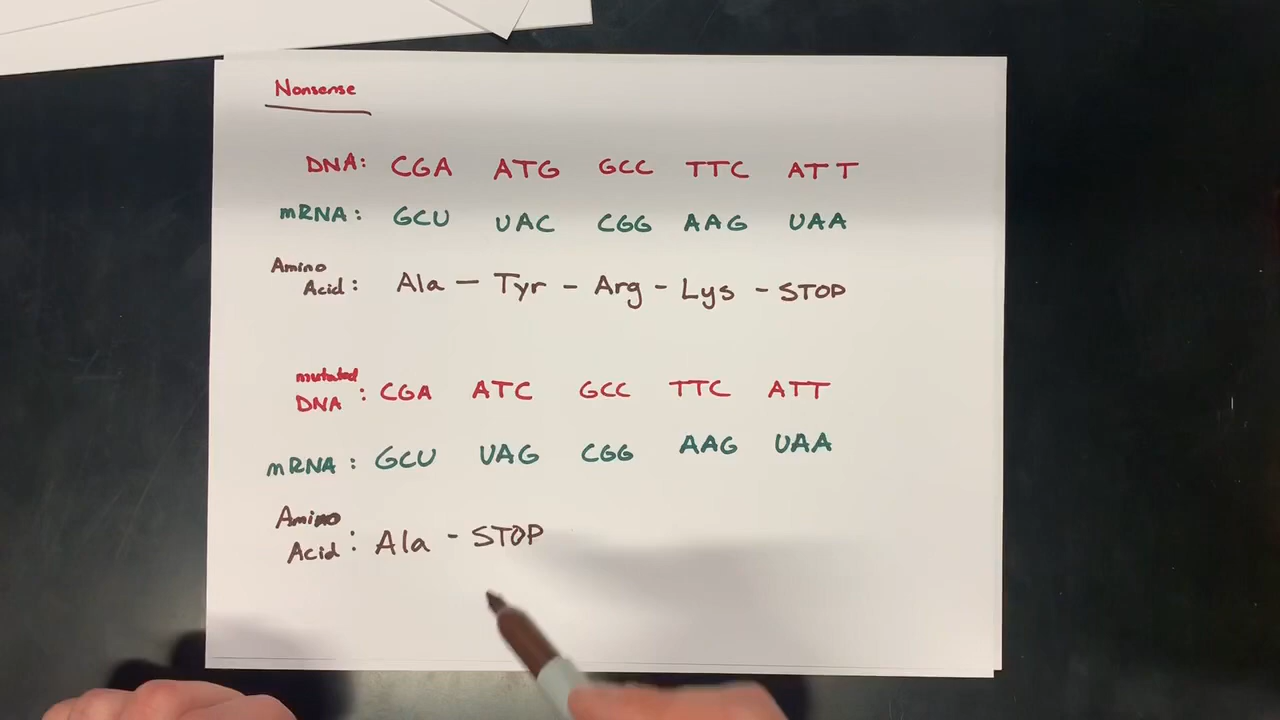 Nonsense
DNA: CGA ATG GCC TTC ATT
mRNA: GCU UAC CGG AAG UAA
Amino
Acid: Ala - Tyr - Arg - Lys - STOP
mutated
DNA : CGA ATC GCC TTC ATT
mRNA : GCU UAG CGG AAG UAA
Amino
Acid : Ala - STOP